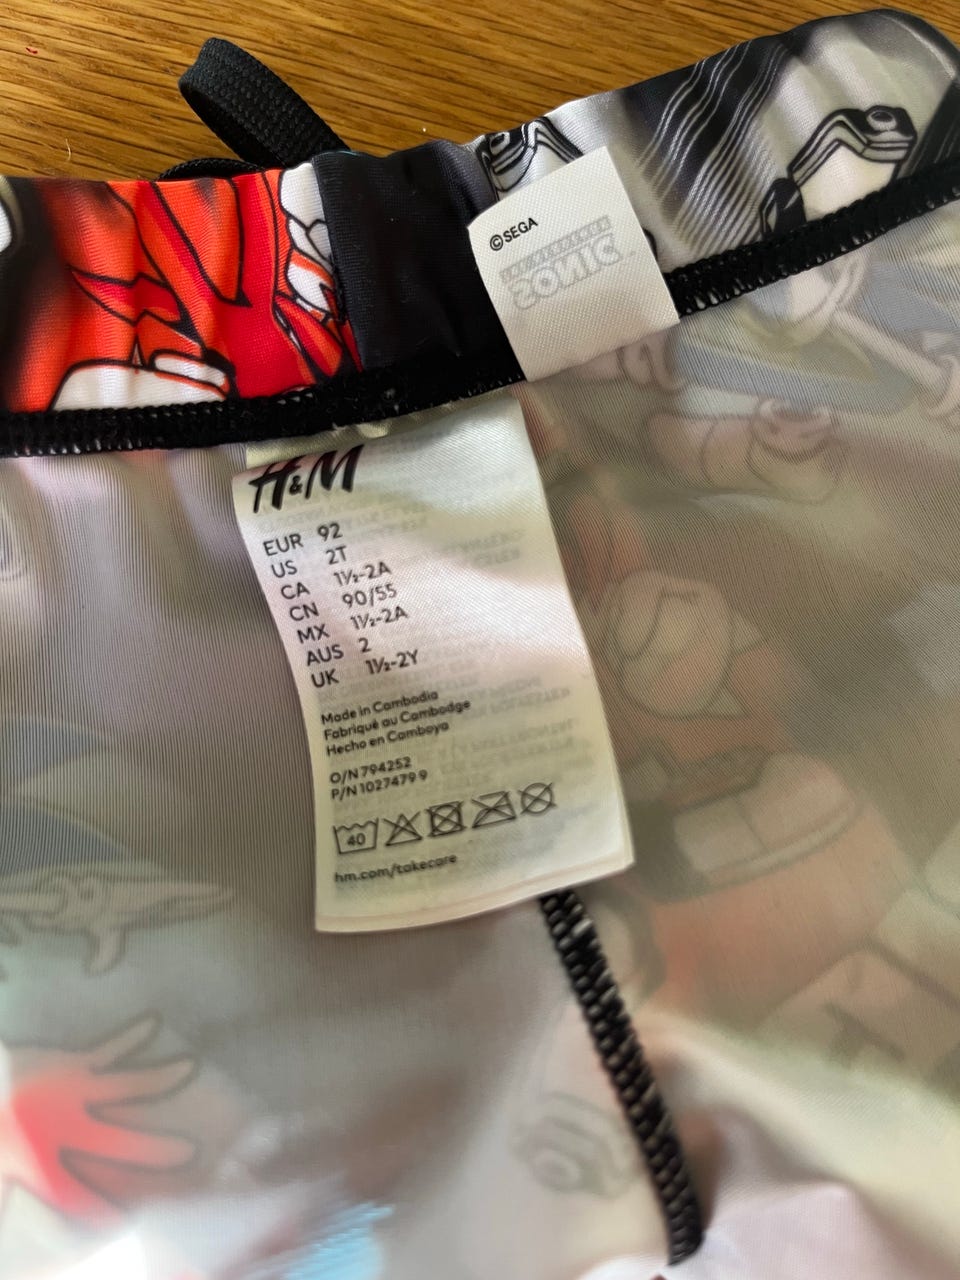 ©SEGA
SONIC
H&M
EUR 92
US 2T
CA 1½-2A
CN 90/55
MX 1½-2A
AUS 2
UK 1½-2Y
Made in Cambodia
Fabriqué au Cambodge
Hecho en Camboya
O/N 794252
P/N 1027479 9
40
hm.com/takecare